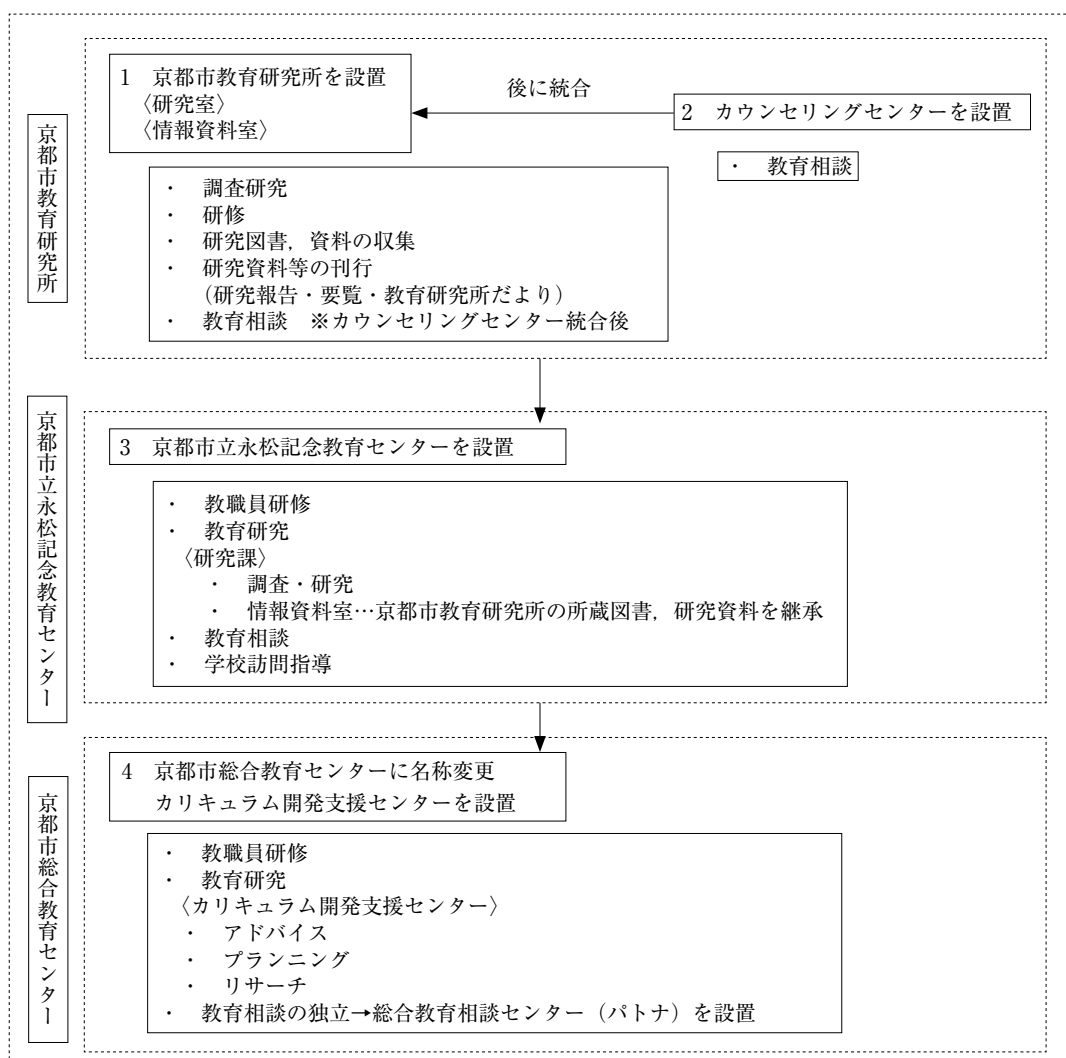 京都市教育研究所
1 京都市教育研究所を設置
〈研究室〉
〈情報資料室〉
後に統合
2 カウンセリングセンターを設置
・ 教育相談
・ 調査研究
・ 研修
・ 研究図書，資料の収集
・ 研究資料等の刊行
（研究報告・要覧・教育研究所だより）
・ 教育相談 ※カウンセリングセンター統合後
京都市立永松記念教育センター
3 京都市立永松記念教育センターを設置
・ 教職員研修
・ 教育研究
〈研究課〉
・ 調査・研究
・ 情報資料室…京都市教育研究所の所蔵図書，研究資料を継承
・ 教育相談
・ 学校訪問指導
京都市総合教育センター
4 京都市総合教育センターに名称変更
カリキュラム開発支援センターを設置
・ 教職員研修
・ 教育研究
〈カリキュラム開発支援センター〉
・ アドバイス
・ プランニング
・ リサーチ
・ 教育相談の独立→総合教育相談センター（パトナ）を設置